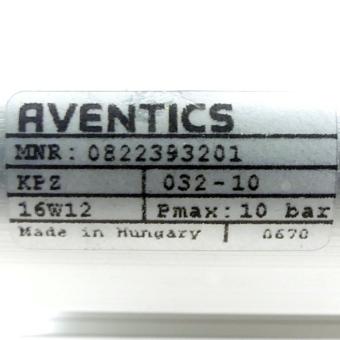 AVENTICS
MNR: 0822393201
KPZ 032-10
16W12 Pmax: 10 bar
Made in Hungary 0670